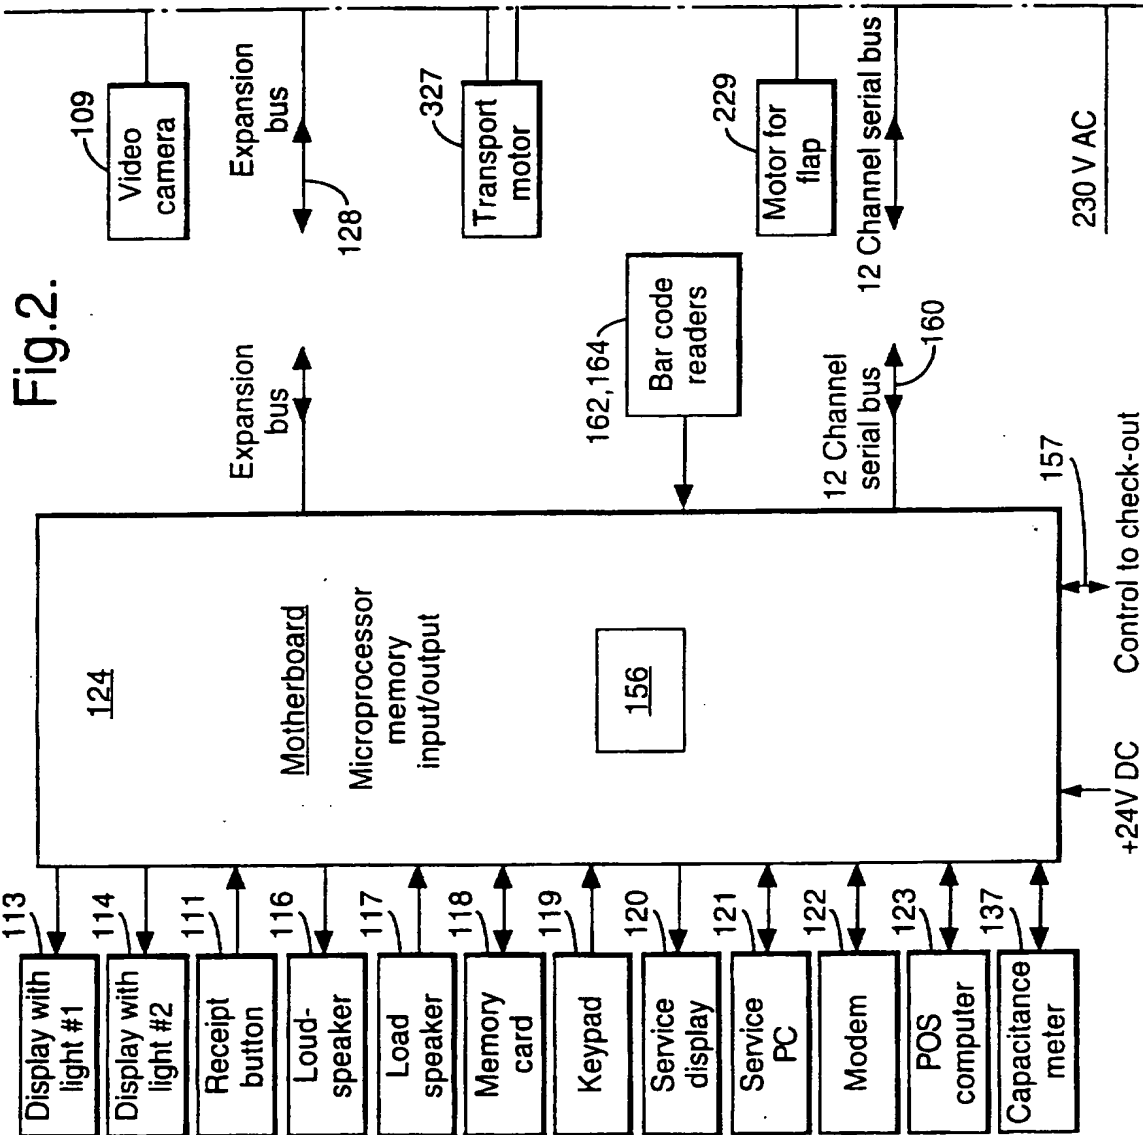 Fig.2.
113
Display with
light #1
114
Display with
light #2
111
Receipt
button
116
Loud-
speaker
117
Load
speaker
118
Memory
card
119
Keypad
120
Service
display
121
Service
PC
122
Modem
123
POS
computer
137
Capacitance
meter
124
Motherboard
Microprocessor
memory
input/output
156
+24V DC
Control to check-out
157
Expansion
bus
162,164
Bar code
readers
12 Channel
serial bus
160
109
Video
camera
Expansion
bus
128
327
Transport
motor
229
Motor for
flap
12 Channel serial bus
12 Channel serial bus
230 V AC